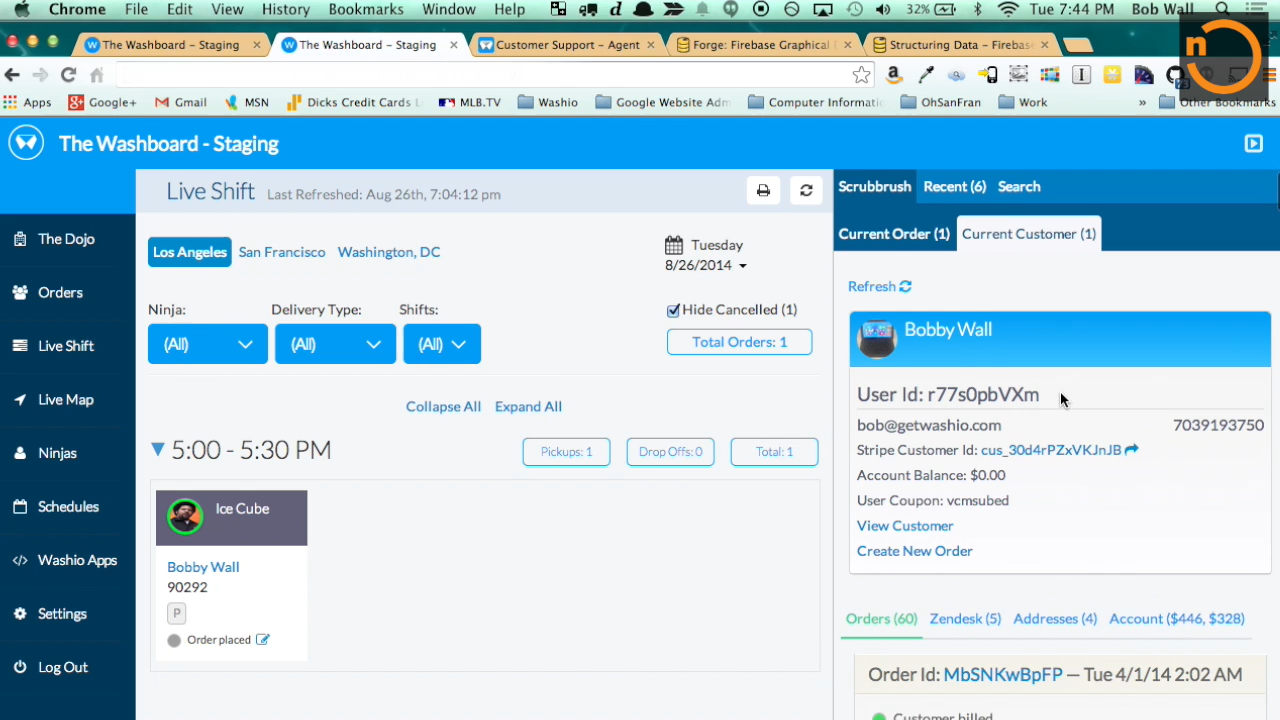 Chrome File Edit View History Bookmarks Window Help 32% Tue 7:44 PM Bob Wall
The Washboard - Staging The Washboard - Staging Customer Support - Agent Forge: Firebase Graphical Structuring Data – Firebase
n
Apps Google+ Gmail MSN Dicks Credit Cards MLB.TV Washio Google Website Adm Computer Informatic OhSanFran Work » Other Bookmarks
The Washboard - Staging
Live Shift Last Refreshed: Aug 26th, 7:04:12 pm
Scrubbrush Recent (6) Search
Current Order (1) Current Customer (1)
The Dojo
Orders
Live Shift
Live Map
Ninjas
Schedules
Washio Apps
Settings
Log Out
Los Angeles San Francisco Washington, DC
Tuesday
8/26/2014
Ninja: Delivery Type: Shifts:
(All) (All) (All)
Hide Cancelled (1)
Total Orders: 1
Collapse All Expand All
5:00 - 5:30 PM Pickups: 1 Drop Offs: 0 Total: 1
Ice Cube
Bobby Wall
90292
P
Order placed
Refresh
Bobby Wall
User Id: r77s0pbVXm
bob@getwashio.com 7039193750
Stripe Customer Id: cus_30d4rPZxVKJnJB
Account Balance: $0.00
User Coupon: vcmsubed
View Customer
Create New Order
Orders (60) Zendesk (5) Addresses (4) Account ($446, $328)
Order Id: MbSNKwBpFP — Tue 4/1/14 2:02 AM
Customer billed